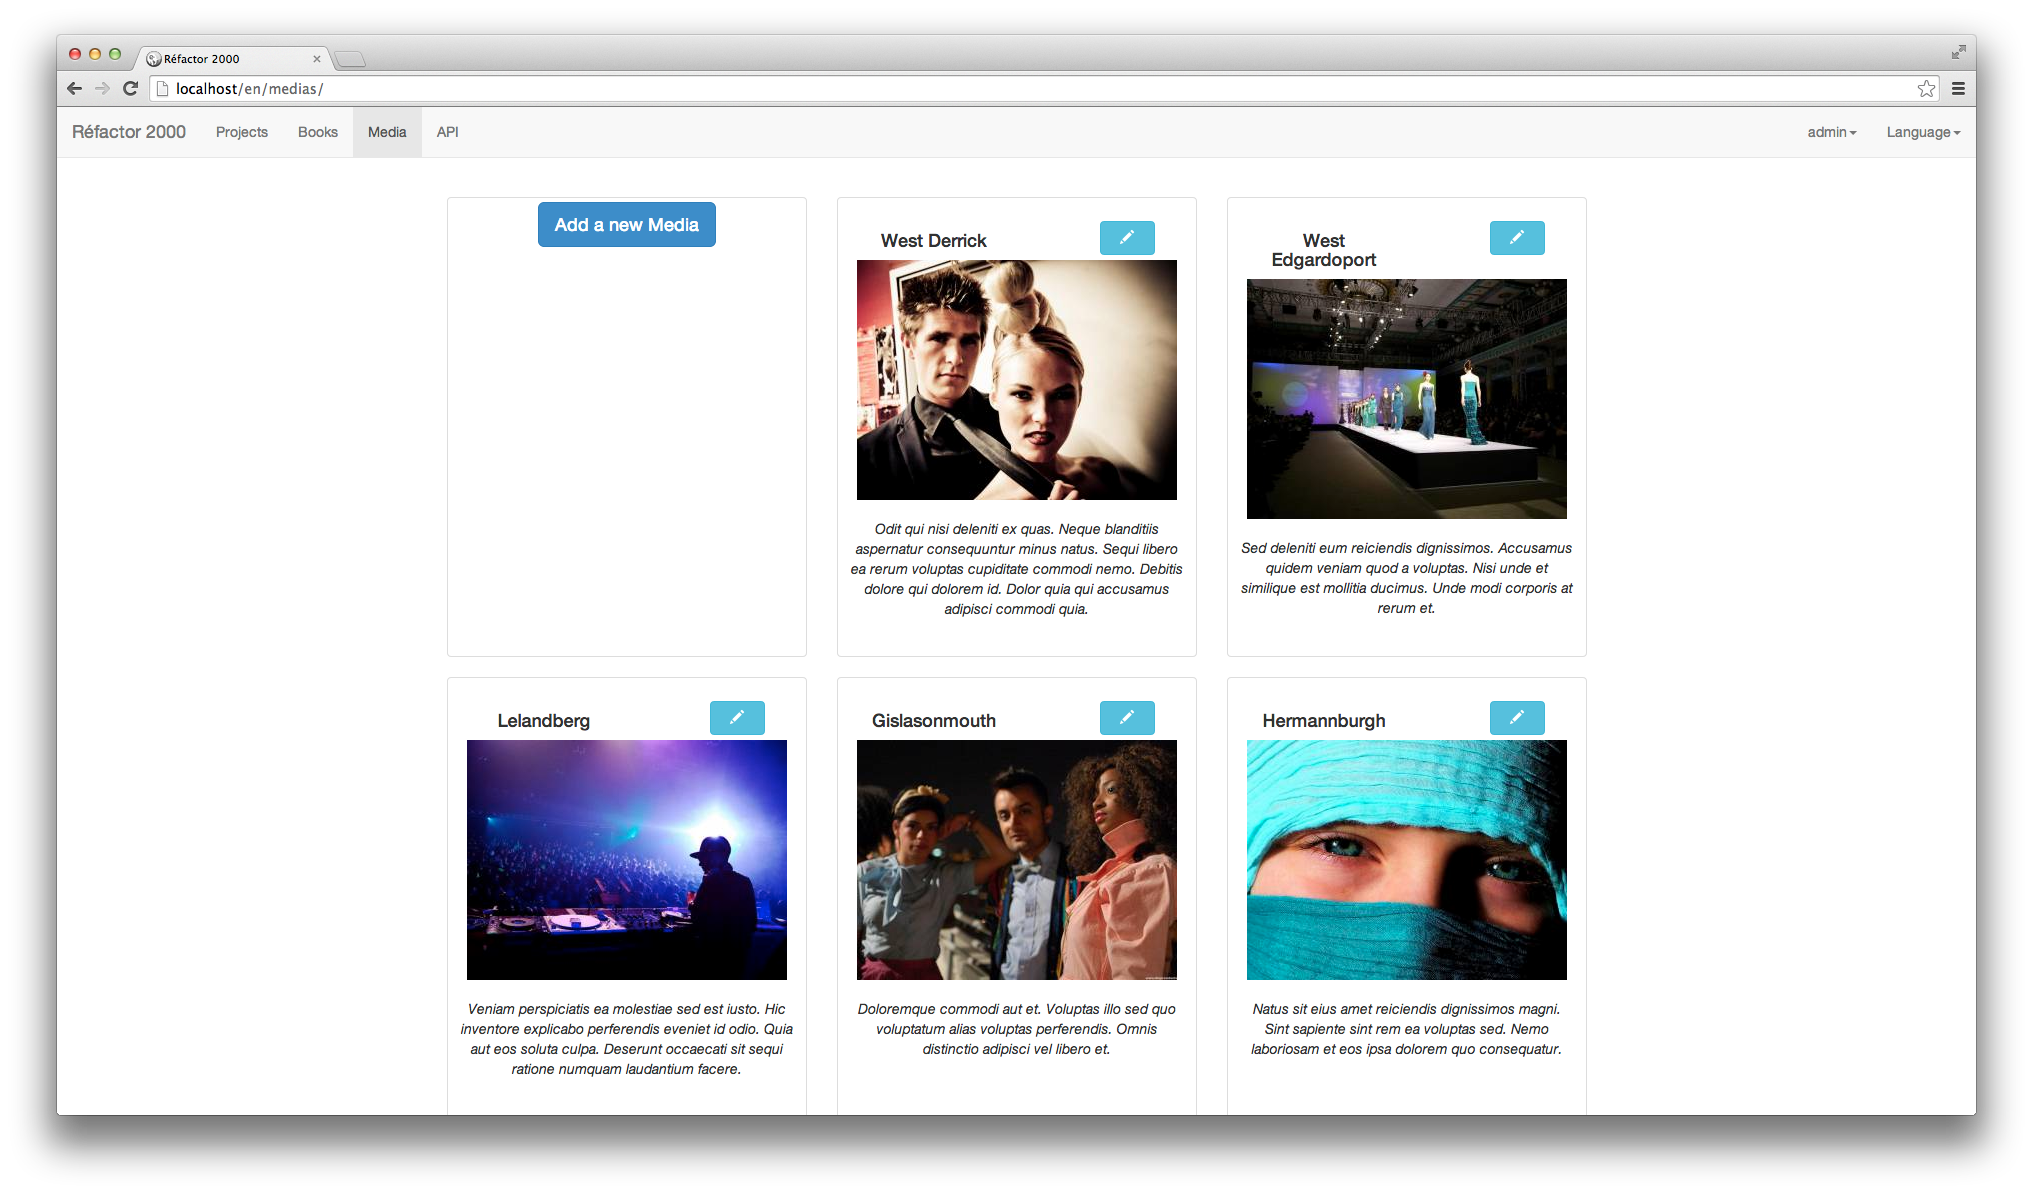 Réfactor 2000
localhost/en/medias/
Réfactor 2000 Projects Books Media API admin Language
Add a new Media
West Derrick
Odit qui nisi deleniti ex quas. Neque blanditiis
aspernatur consequuntur minus natus. Sequi libero
ea rerum voluptas cupiditate commodi nemo. Debitis
dolore qui dolorem id. Dolor quia qui accusamus
adipisci commodi quia.
West
Edgardoport
Sed deleniti eum reiciendis dignissimos. Accusamus
quidem veniam quod a voluptas. Nisi unde et
similique est mollitia ducimus. Unde modi corporis at
rerum et.
Lelandberg
Veniam perspiciatis ea molestiae sed est iusto. Hic
inventore explicabo perferendis eveniet id odio. Quia
aut eos soluta culpa. Deserunt occaecati sit sequi
ratione numquam laudantium facere.
Gislasonmouth
Doloremque commodi aut et. Voluptas illo sed quo
voluptatum alias voluptas perferendis. Omnis
distinctio adipisci vel libero et.
Hermannburgh
Natus sit eius amet reiciendis dignissimos magni.
Sint sapiente sint rem ea voluptas sed. Nemo
laboriosam et eos ipsa dolorem quo consequatur.